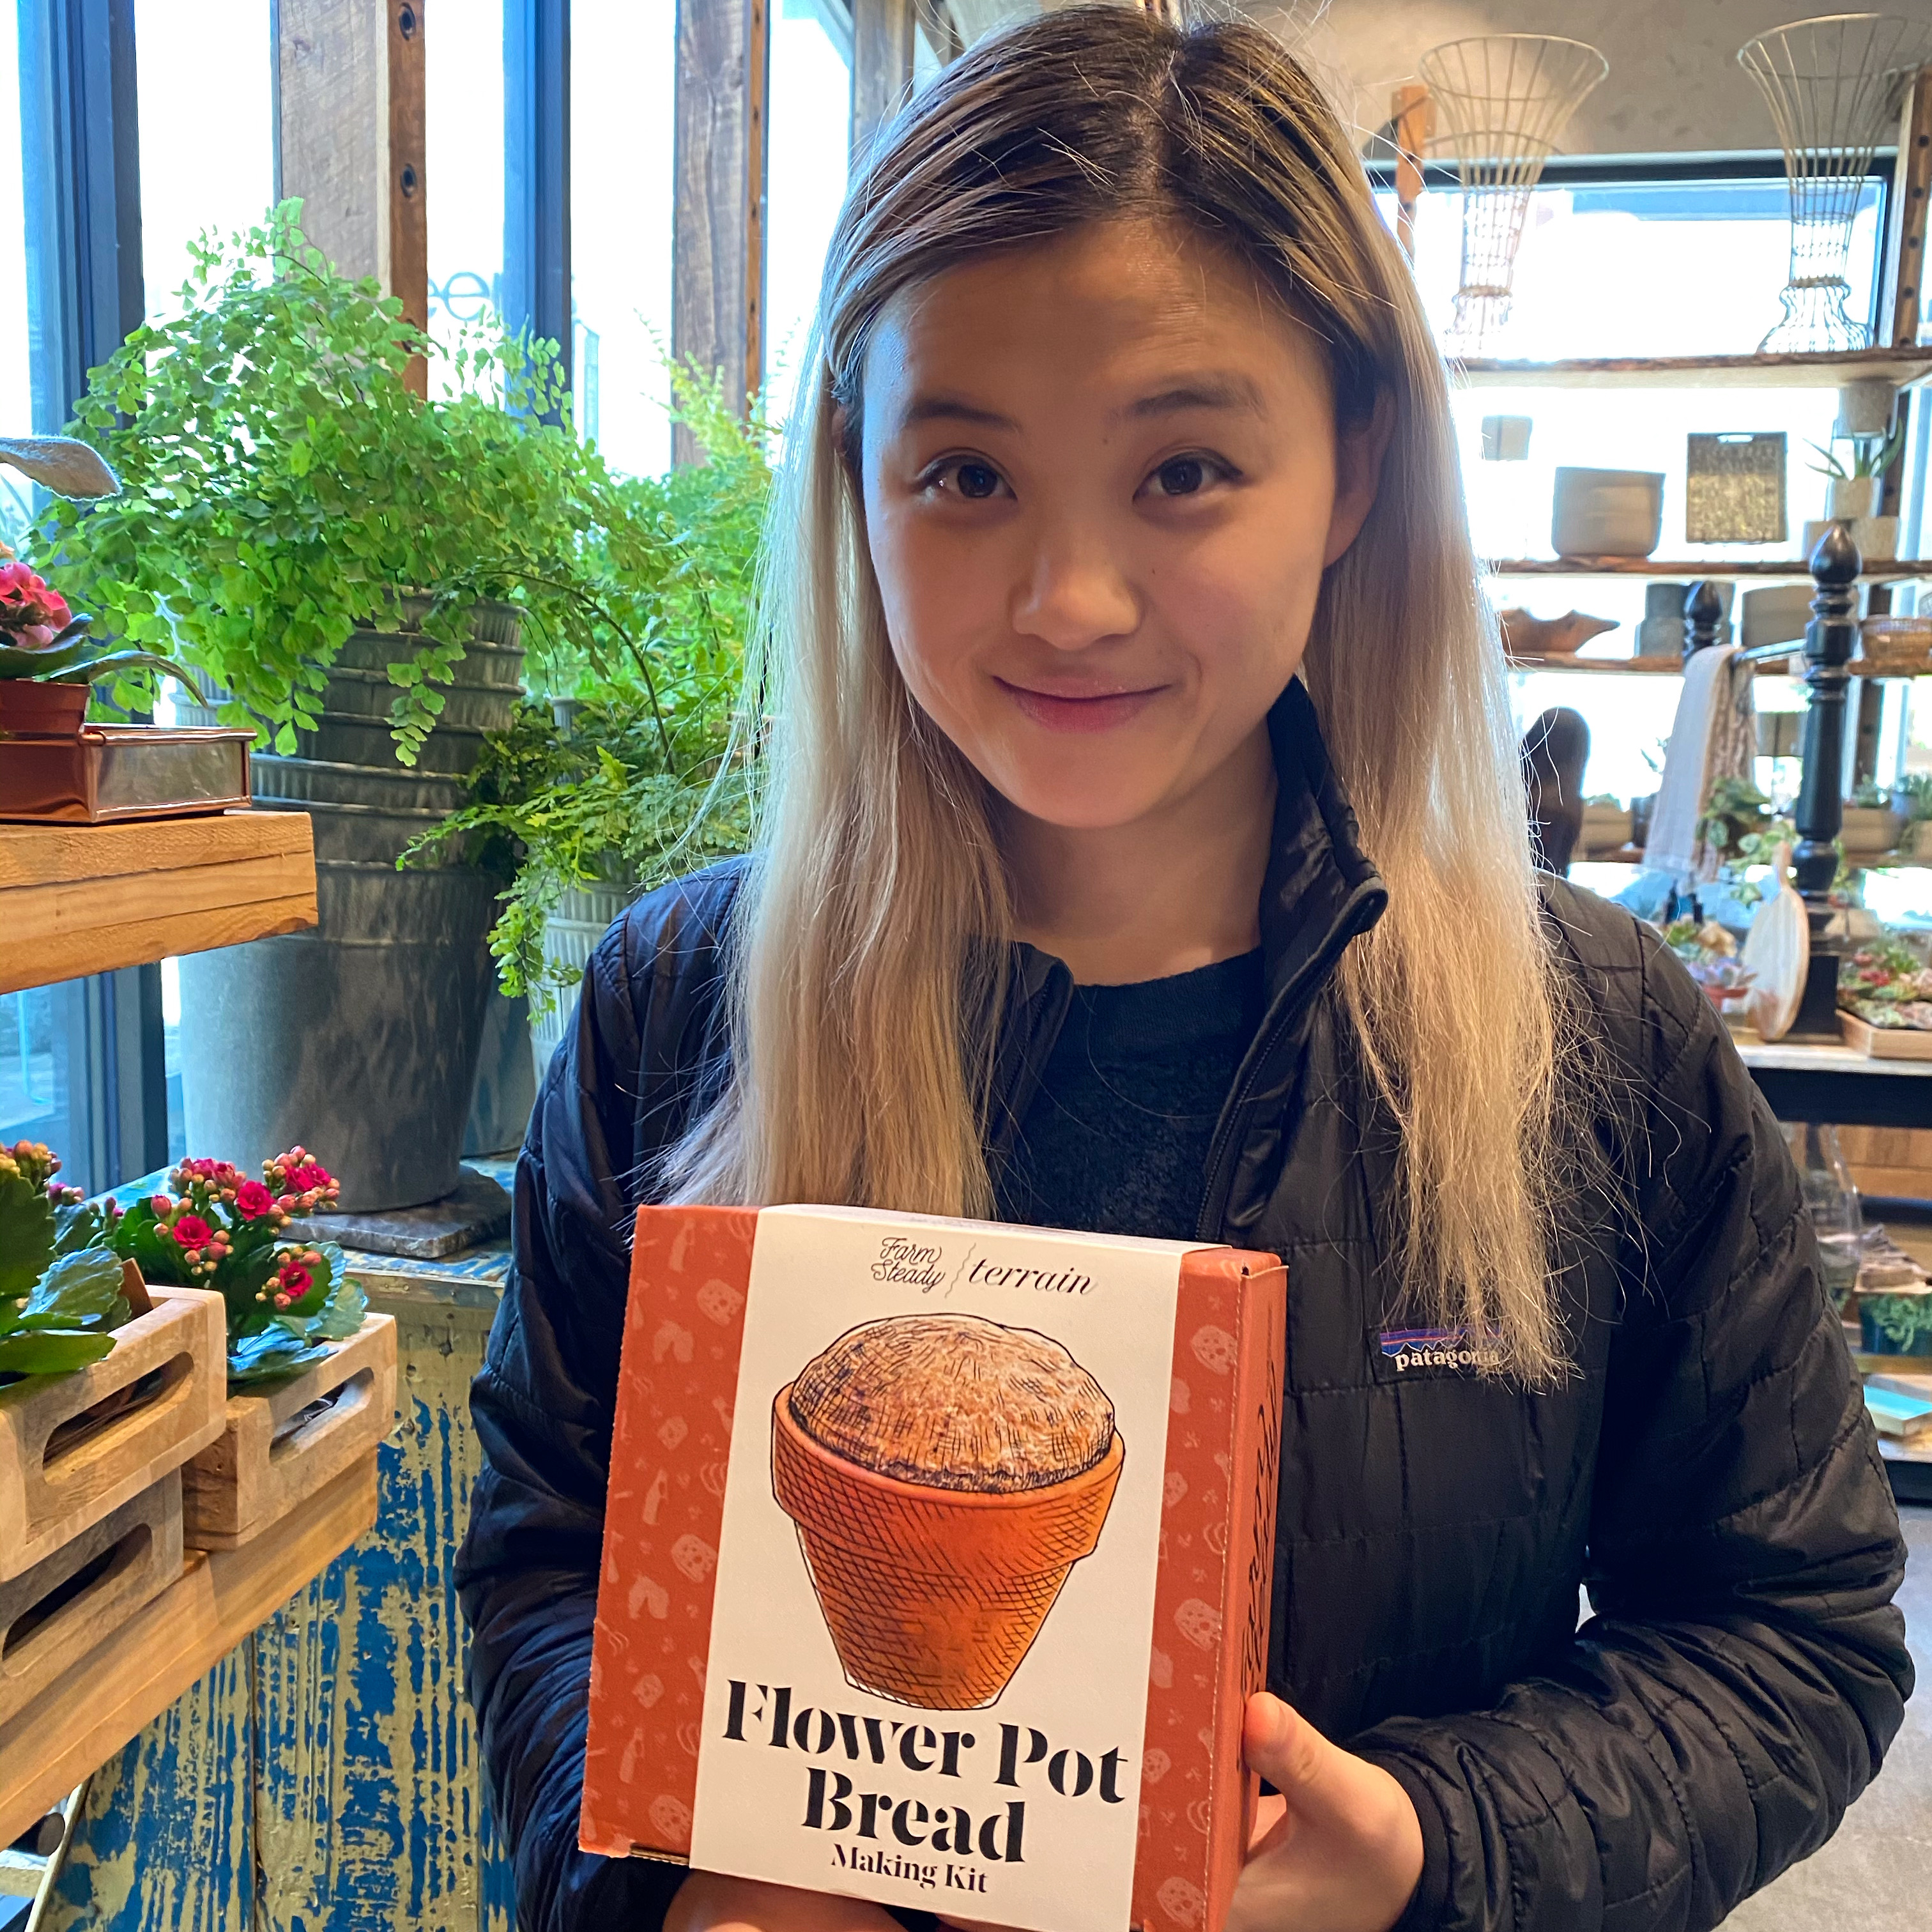 Farm
Steady
terrain
Flower Pot
Bread
Making Kit
patagonia